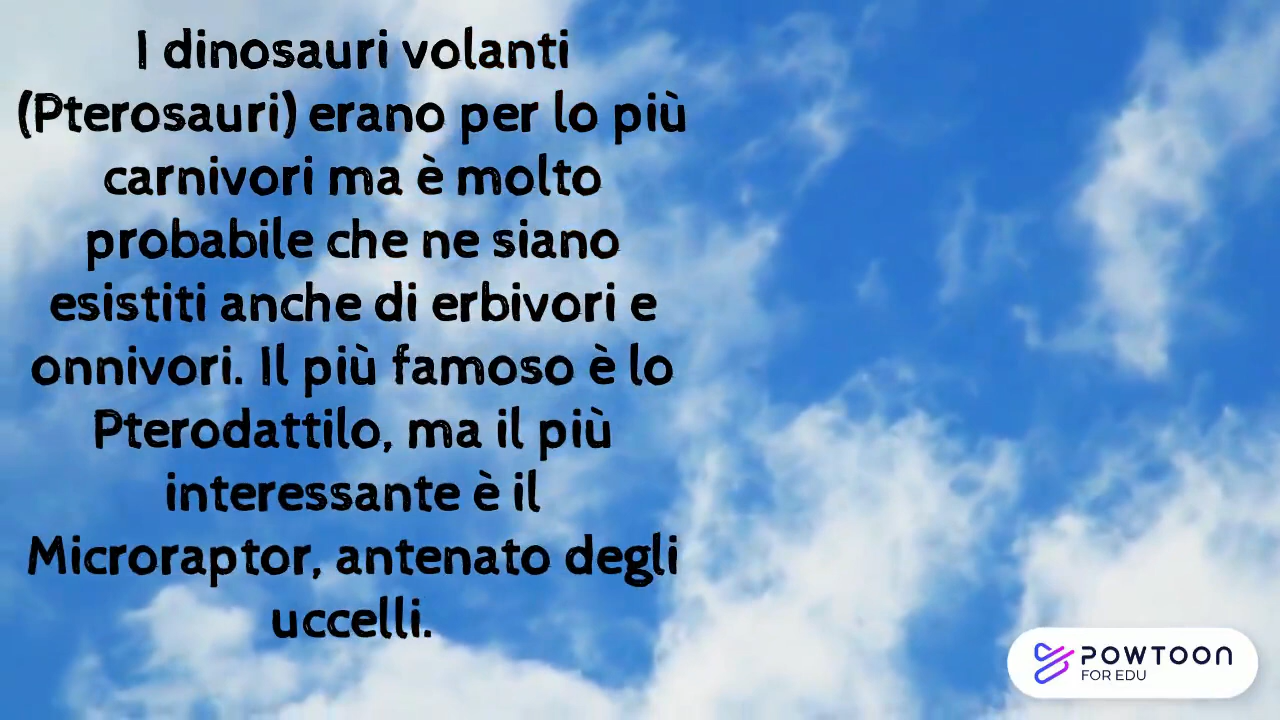 I dinosauri volanti
(Pterosauri) erano per lo più
carnivori ma è molto
probabile che ne siano
esistiti anche di erbivori e
onnivori. Il più famoso è lo
Pterodattilo, ma il più
interessante è il
Microraptor, antenato degli
uccelli.
POWTOON
FOR EDU